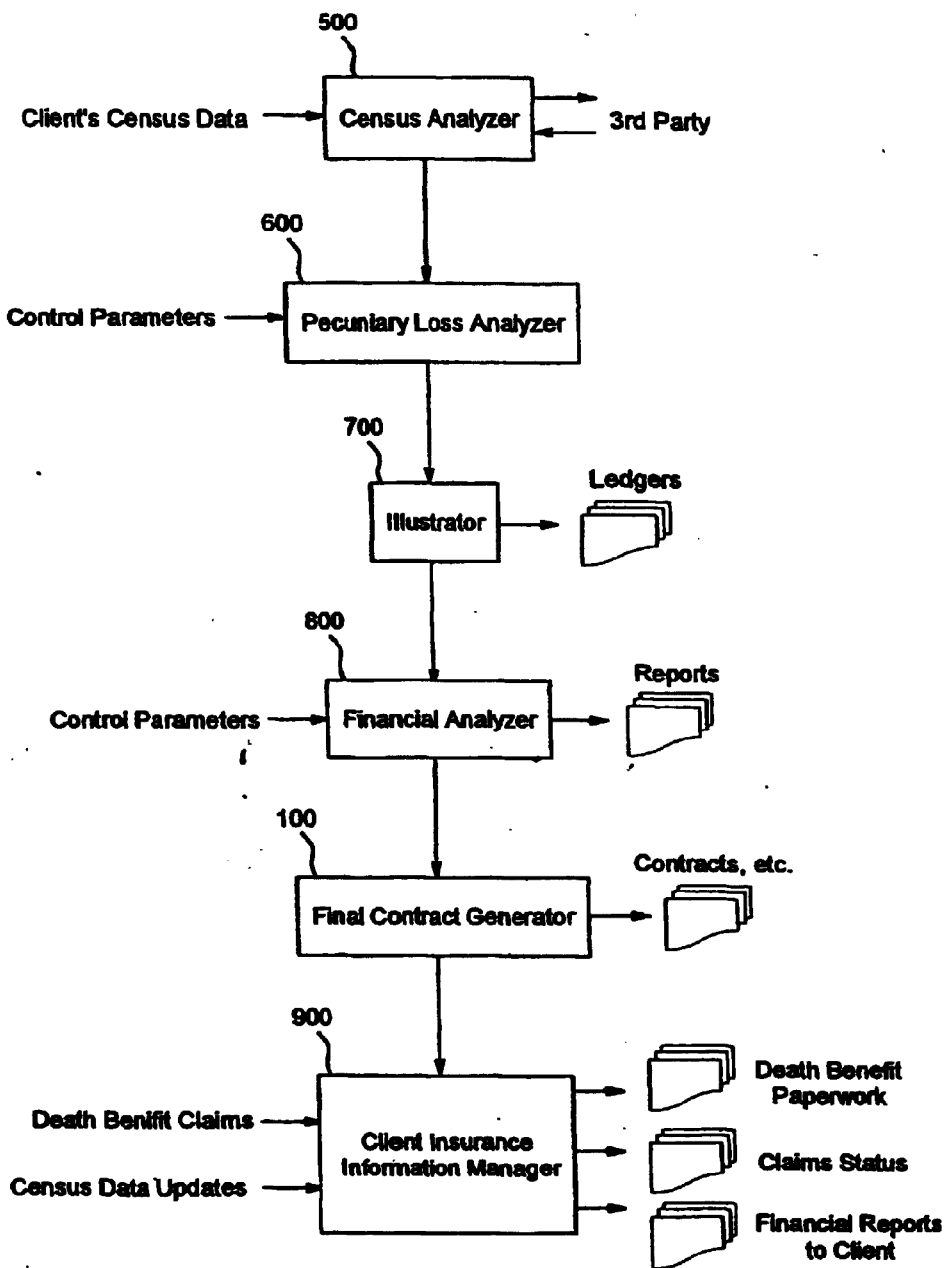 500
Client's Census Data
Census Analyzer
3rd Party
600
Control Parameters
Pecuniary Loss Analyzer
700
Illustrator
Ledgers
800
Control Parameters
Financial Analyzer
Reports
100
Final Contract Generator
Contracts, etc.
900
Death Benifit Claims
Census Data Updates
Client Insurance
Information Manager
Death Benefit
Paperwork
Claims Status
Financial Reports
to Client